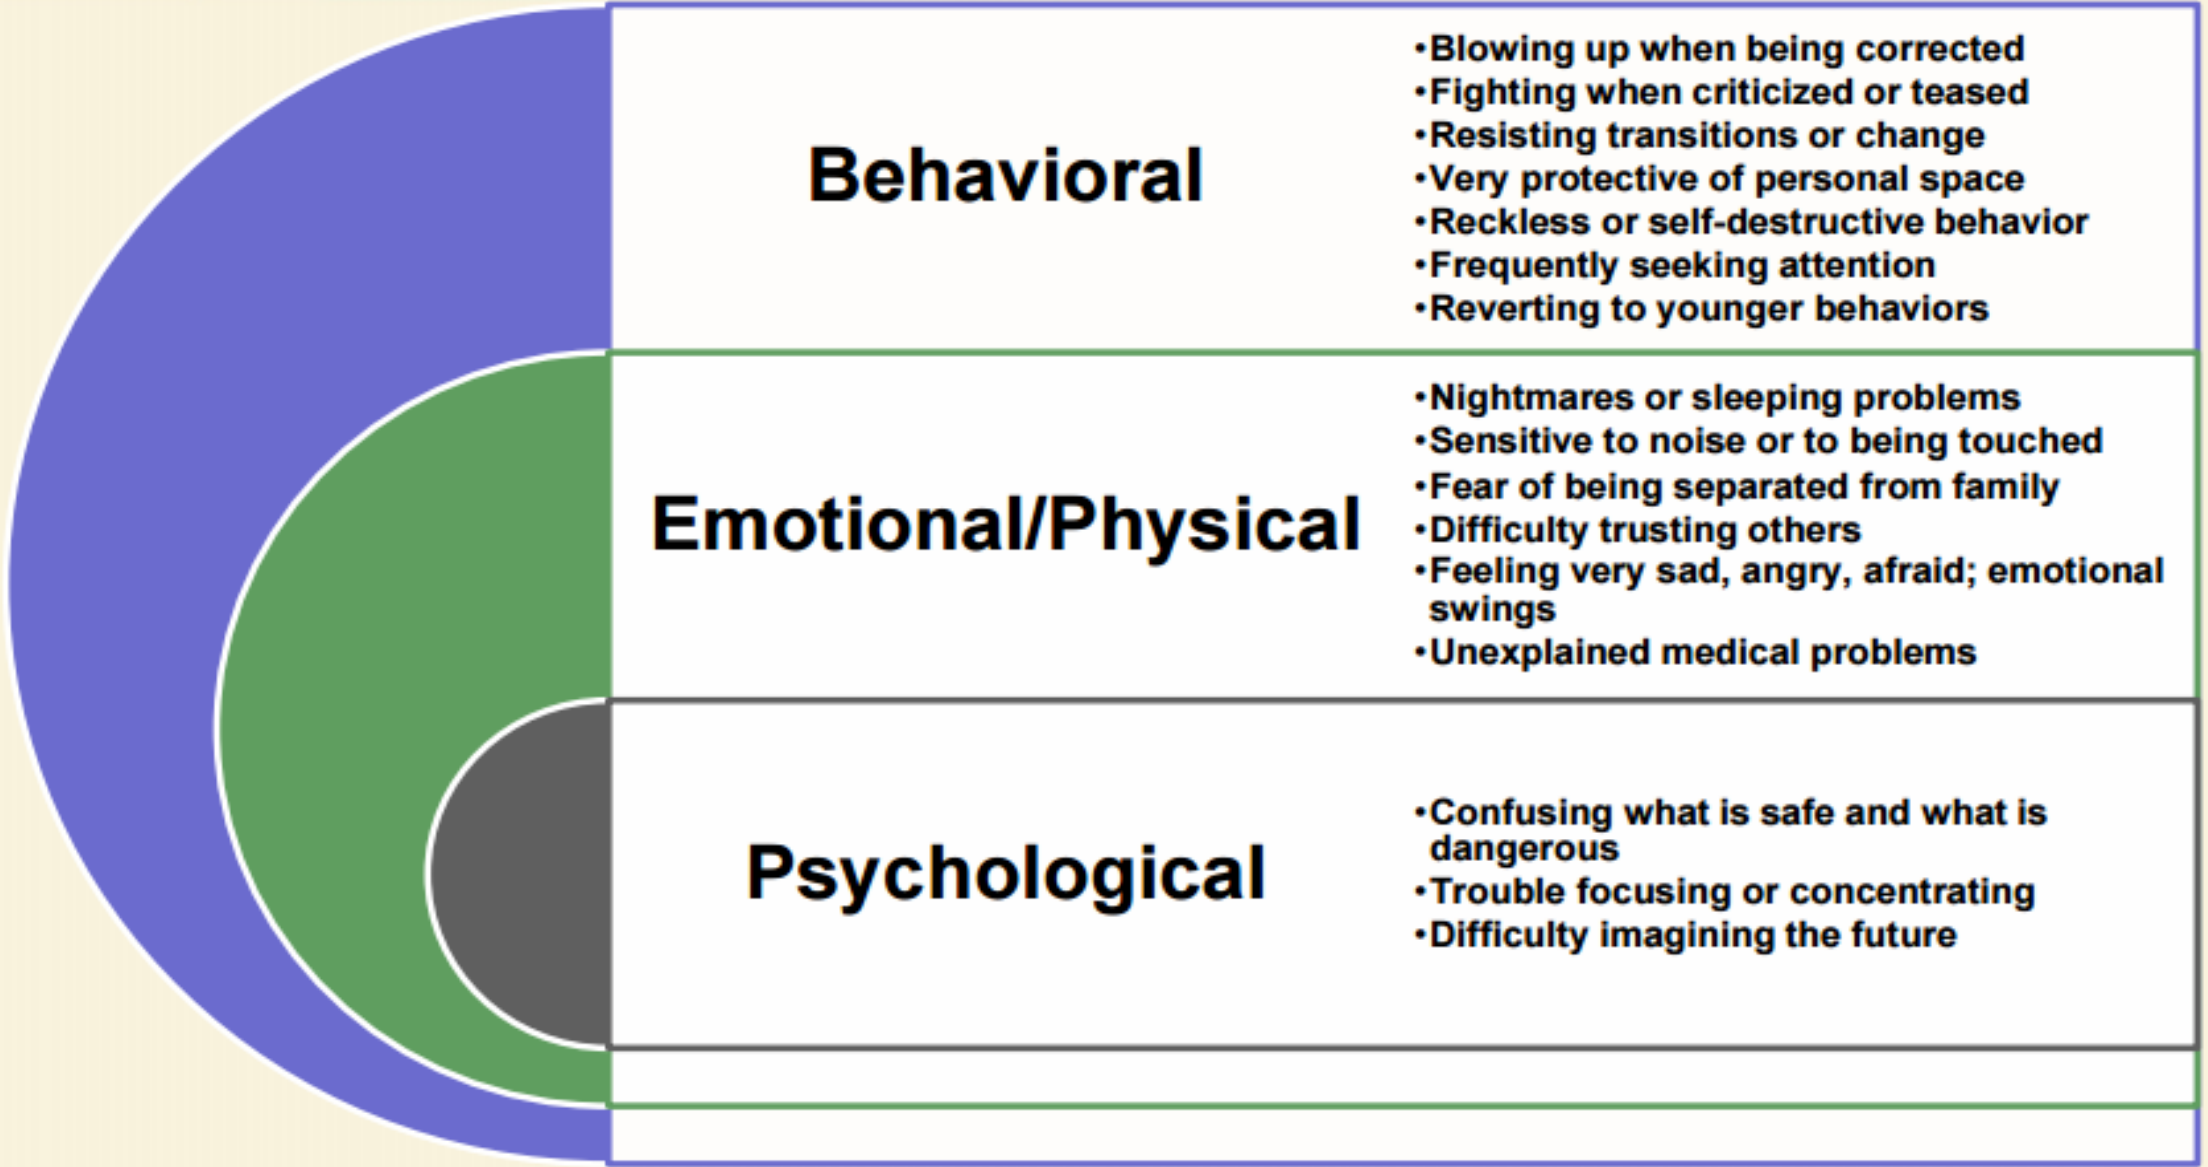 Behavioral
•Blowing up when being corrected
•Fighting when criticized or teased
•Resisting transitions or change
•Very protective of personal space
•Reckless or self-destructive behavior
•Frequently seeking attention
•Reverting to younger behaviors
Emotional/Physical
•Nightmares or sleeping problems
•Sensitive to noise or to being touched
•Fear of being separated from family
•Difficulty trusting others
•Feeling very sad, angry, afraid; emotional
swings
•Unexplained medical problems
Psychological
•Confusing what is safe and what is
dangerous
•Trouble focusing or concentrating
•Difficulty imagining the future